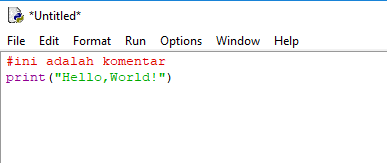 *Untitled*
File Edit Format Run Options Window Help
#ini adalah komentar
print("Hello,World!")